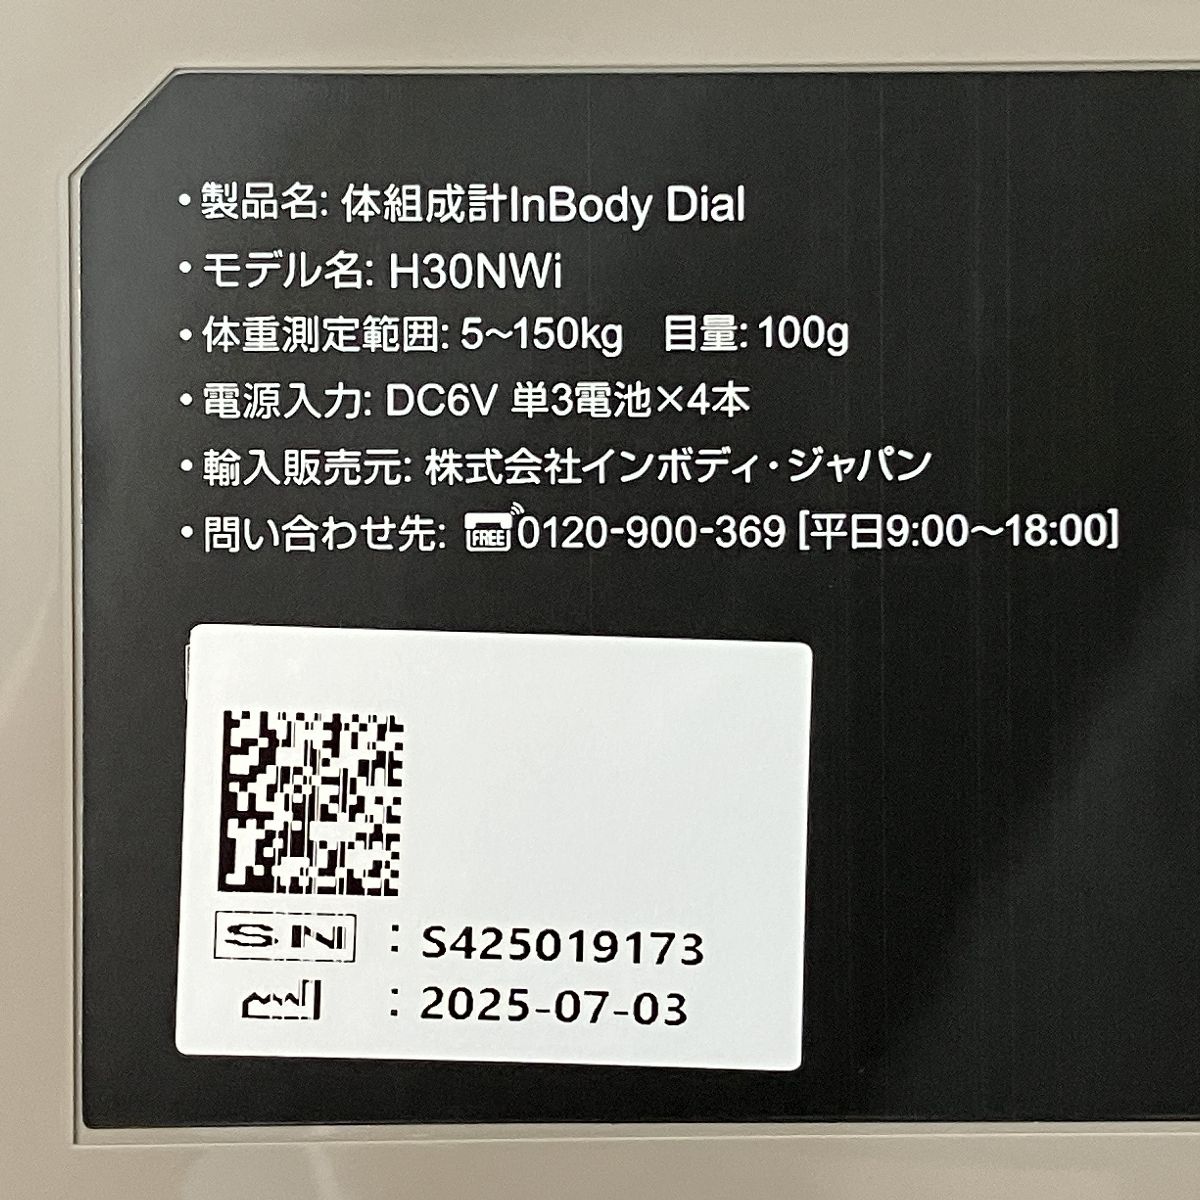 ・製品名: 体組成計InBody Dial
・モデル名: H30NWi
・体重測定範囲: 5~150kg 目量: 100g
・電源入力: DC6V 単3電池×4本
・輸入販売元: 株式会社インボディ・ジャパン
・問い合わせ先: FREE 0120-900-369 [平日9:00~18:00]
SN : S425019173
: 2025-07-03